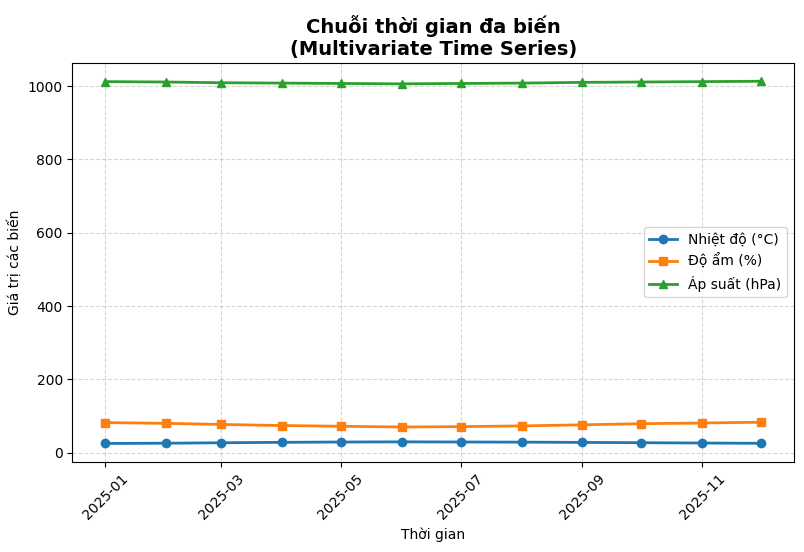 Chuỗi thời gian đa biến
(Multivariate Time Series)
1000
800
600
400
200
0
Giá trị các biến
Nhiệt độ (°C)
Độ ẩm (%)
Áp suất (hPa)
2025-01
2025-03
2025-05
2025-07
2025-09
2025-11
Thời gian